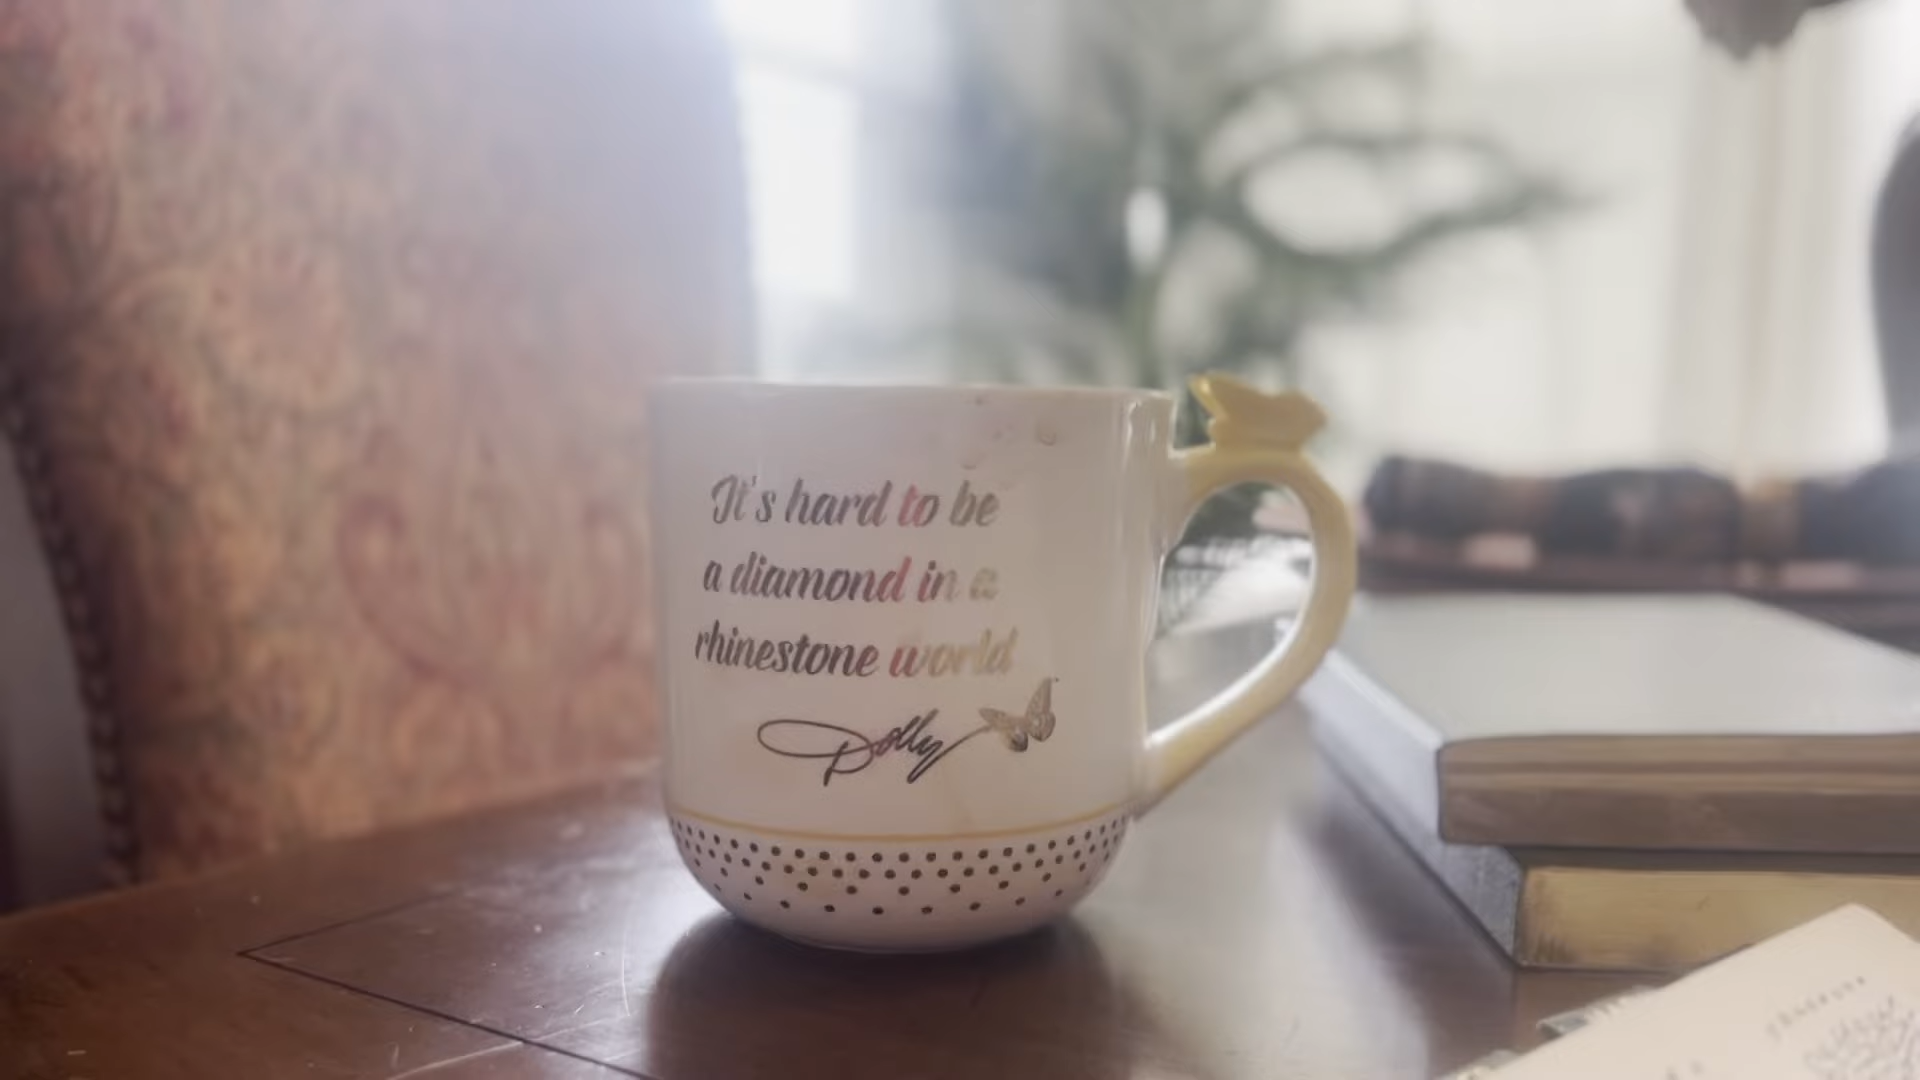 It's hard to be
a diamond in a
rhinestone world
Dolly